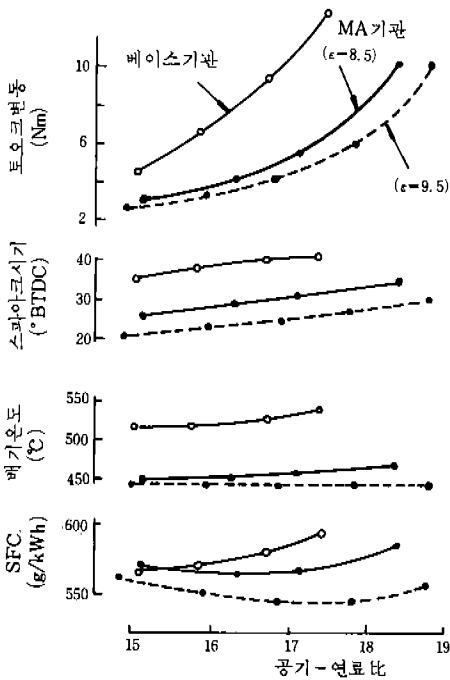 베이스기관
MA기관
(ε=8.5)
(ε=9.5)
토오크변동
(Nm)
10
6
2
스파아크시기
(°BTDC)
40
30
20
배기온도
(℃)
550
500
450
SFC.
(g/kWh)
600
550
15 16 17 18 19
공기-연료比